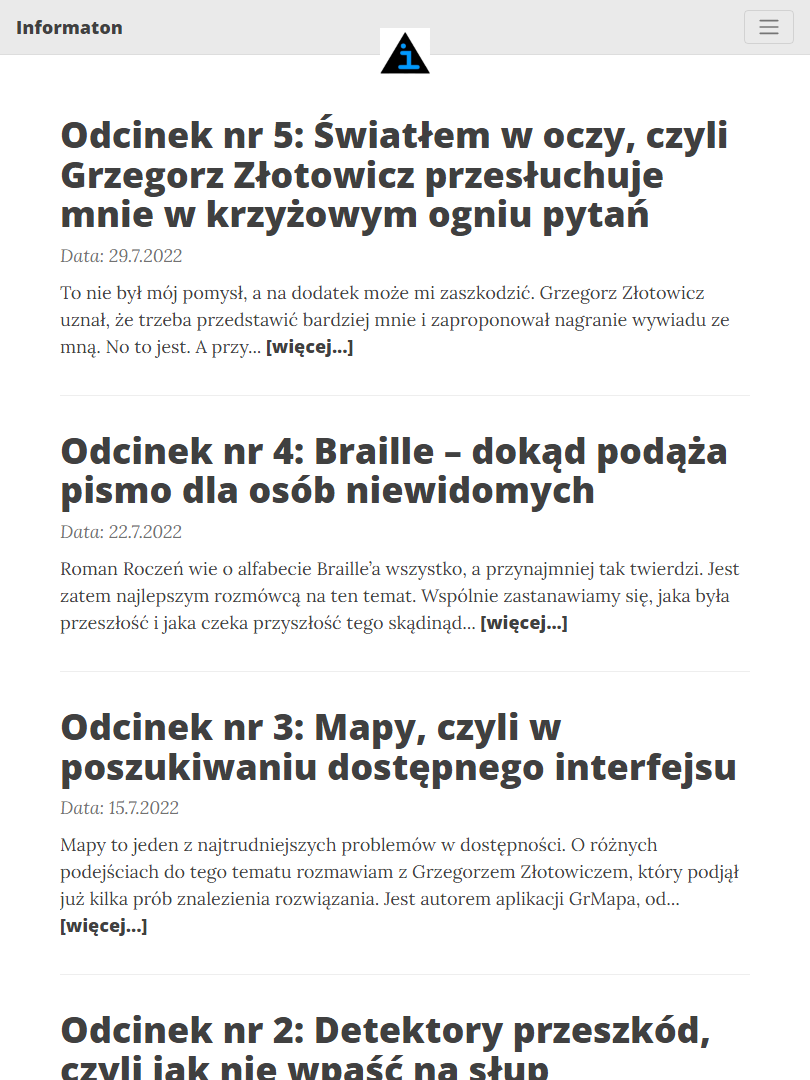 Informaton
i
Odcinek nr 5: Światłem w oczy, czyli
Grzegorz Złotowicz przesłuchuje
mnie w krzyżowym ogniu pytań
Data: 29.7.2022
To nie był mój pomysł, a na dodatek może mi zaszkodzić. Grzegorz Złotowicz
uznał, że trzeba przedstawić bardziej mnie i zaproponował nagranie wywiadu ze
mną. No to jest. A przy... [więcej...]
Odcinek nr 4: Braille – dokąd podąża
pismo dla osób niewidomych
Data: 22.7.2022
Roman Roczeń wie o alfabecie Braille’a wszystko, a przynajmniej tak twierdzi. Jest
zatem najlepszym rozmówcą na ten temat. Wspólnie zastanawiamy się, jaka była
przeszłość i jaka czeka przyszłość tego skądinąd... [więcej...]
Odcinek nr 3: Mapy, czyli w
poszukiwaniu dostępnego interfejsu
Data: 15.7.2022
Mapy to jeden z najtrudniejszych problemów w dostępności. O różnych
podejściach do tego tematu rozmawiam z Grzegorzem Złotowiczem, który podjął
już kilka prób znalezienia rozwiązania. Jest autorem aplikacji GrMapa, od...
[więcej...]
Odcinek nr 2: Detektory przeszkód,
czyli jak nie wpaść na słup